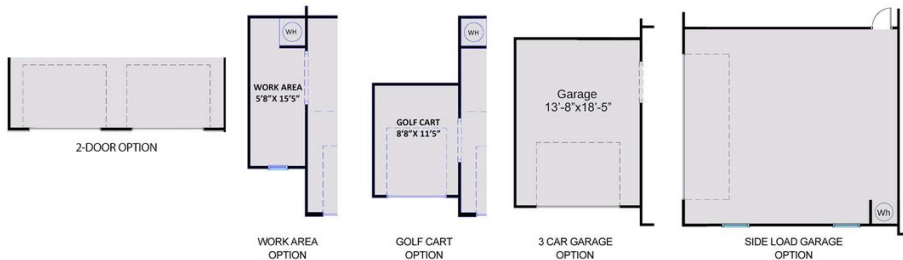 2-DOOR OPTION
WH
WORK AREA
5'8"X 15'5"
WORK AREA
OPTION
WH
GOLF CART
8'8"X 11'5"
GOLF CART
OPTION
Garage
13'-8"x18'-5"
3 CAR GARAGE
OPTION
Wh
SIDE LOAD GARAGE
OPTION